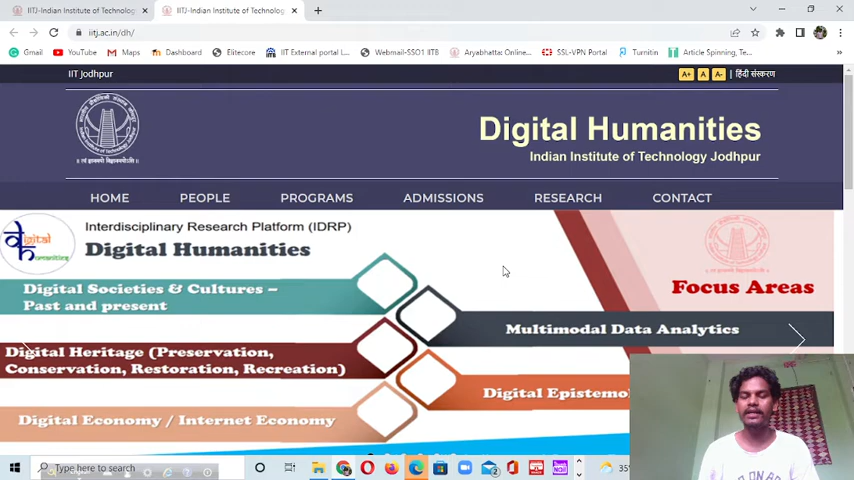 IITJ-Indian Institute of Technolog
IITJ-Indian Institute of Technolog
iitj.ac.in/dh/
Gmail
YouTube
Maps
Dashboard
Elitecore
IIT External portal I...
Webmail-SSO1 IITB
Aryabhatta: Online...
SSL-VPN Portal
Turnitin
Article Spinning, Te...
IIT Jodhpur
A+ A A- | हिंदी संस्करण
Digital Humanities
Indian Institute of Technology Jodhpur
HOME
PEOPLE
PROGRAMS
ADMISSIONS
RESEARCH
CONTACT
Interdisciplinary Research Platform (IDRP)
Digital Humanities
Focus Areas
Digital Societies & Cultures –
Past and present
Multimodal Data Analytics
Digital Heritage (Preservation,
Conservation, Restoration, Recreation)
Digital Epistemol
Digital Economy / Internet Economy
Type here to search